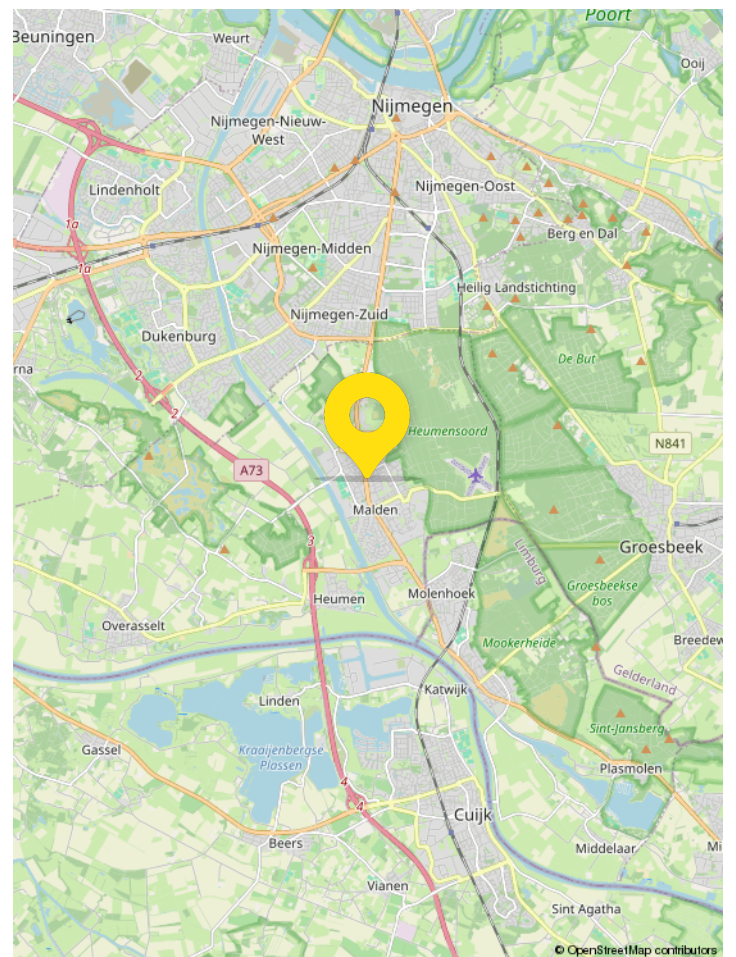 Poort
Beuningen
Weurt
Ooij
Nijmegen
Nijmegen-Nieuw-
West
Lindenholt
Nijmegen-Oost
1a
Berg en Dal
Nijmegen-Midden
1a
Heilig Landstichting
Nijmegen-Zuid
Dukenburg
De But
rna
2
2
Heumensoord
N841
A73
Malden
3
Limburg
Groesbeek
Groesbeekse
bos
Molenhoek
Heumen
Overasselt
Mookerheide
Breedew
Gelderland
Katwijk
Linden
Sint-Jansberg
Gassel
Kraaijenbergse
Plassen
Plasmolen
4
4
Cuijk
Beers
Middelaar
Mi
Vianen
Sint Agatha
© OpenStreetMap contributors